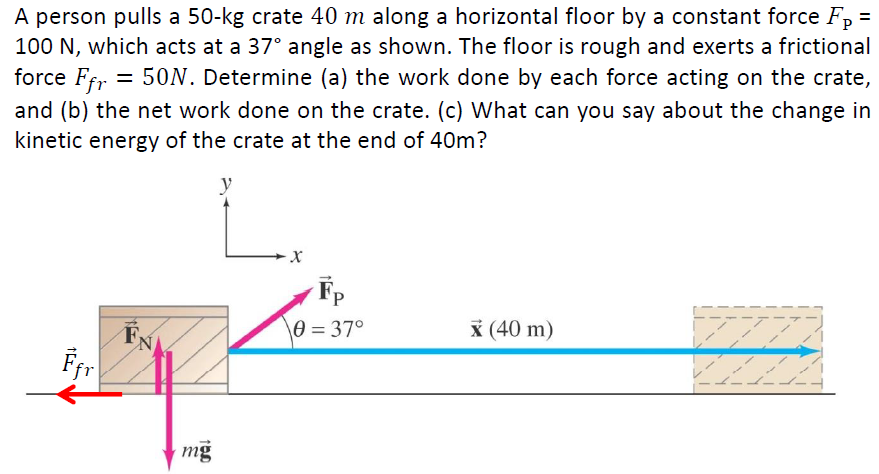 A person pulls a 50-kg crate 40 m along a horizontal floor by a constant force F_P =
100 N, which acts at a 37° angle as shown. The floor is rough and exerts a frictional
force F_fr = 50N. Determine (a) the work done by each force acting on the crate,
and (b) the net work done on the crate. (c) What can you say about the change in
kinetic energy of the crate at the end of 40m?
y
x
F⃗_P
θ = 37°
x⃗ (40 m)
F⃗_N
F⃗_fr
mg⃗